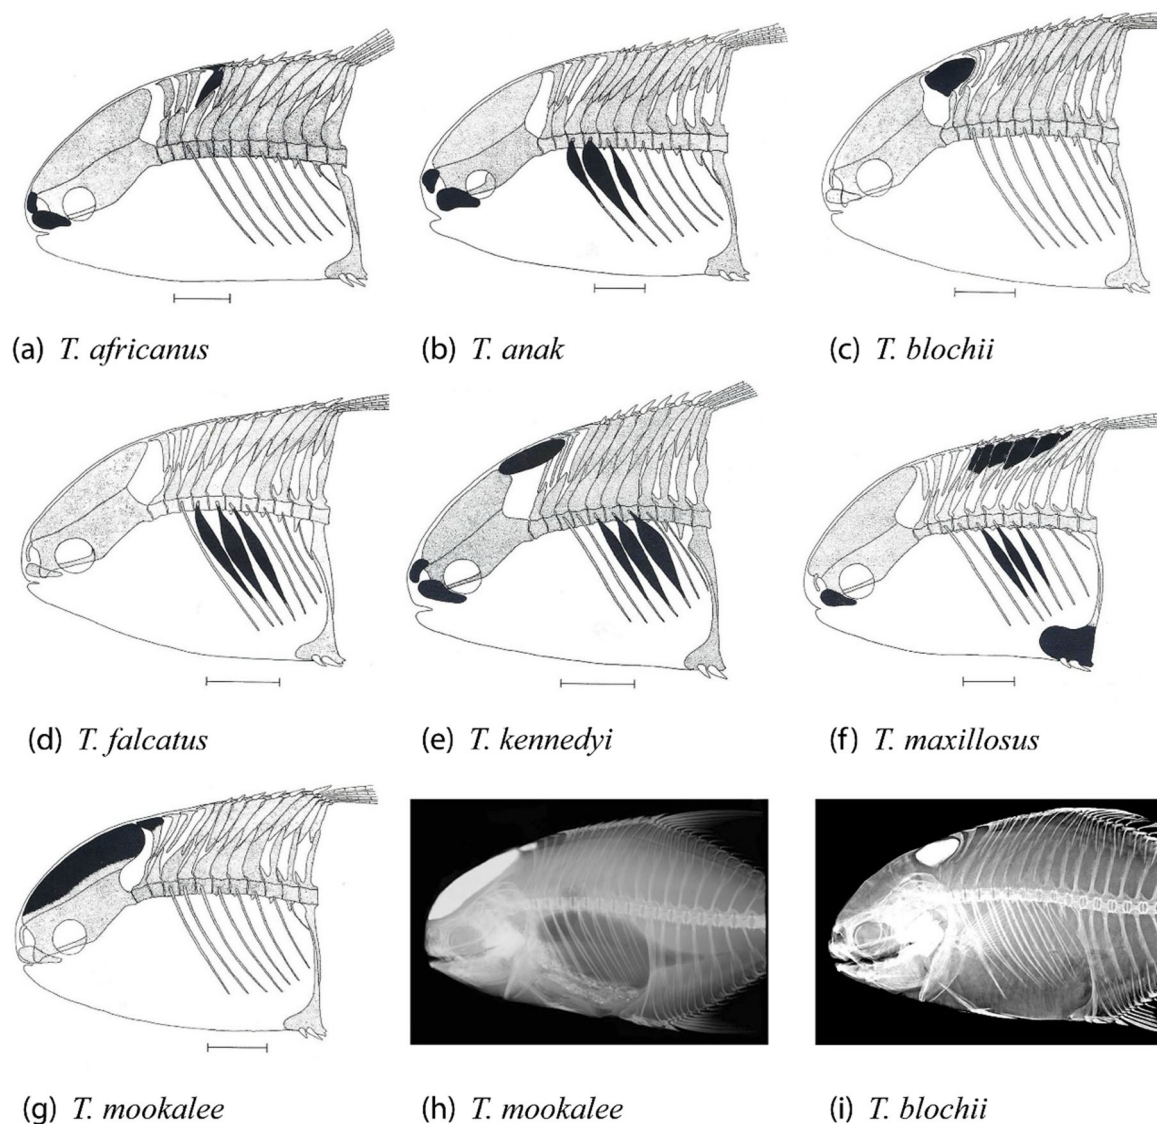 (a) T. africanus
(b) T. anak
(c) T. blochii
(d) T. falcatus
(e) T. kennedyi
(f) T. maxillosus
(g) T. mookalee
(h) T. mookalee
(i) T. blochii